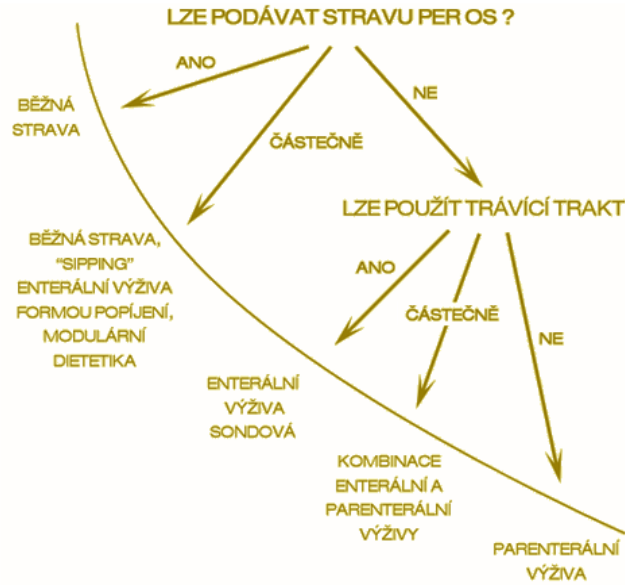 LZE PODÁVAT STRAVU PER OS ?
ANO
NE
BĚŽNÁ
STRAVA
ČÁSTEČNĚ
LZE POUŽÍT TRÁVICÍ TRAKT
BĚŽNÁ STRAVA,
“SIPPING”
ENTERÁLNÍ VÝŽIVA
FORMOU POPÍJENÍ,
MODULÁRNÍ
DIETETIKA
ANO
ČÁSTEČNĚ
NE
ENTERÁLNÍ
VÝŽIVA
SONDOVÁ
KOMBINACE
ENTERÁLNÍ A
PARENTERÁLNÍ
VÝŽIVY
PARENTERÁLNÍ
VÝŽIVA